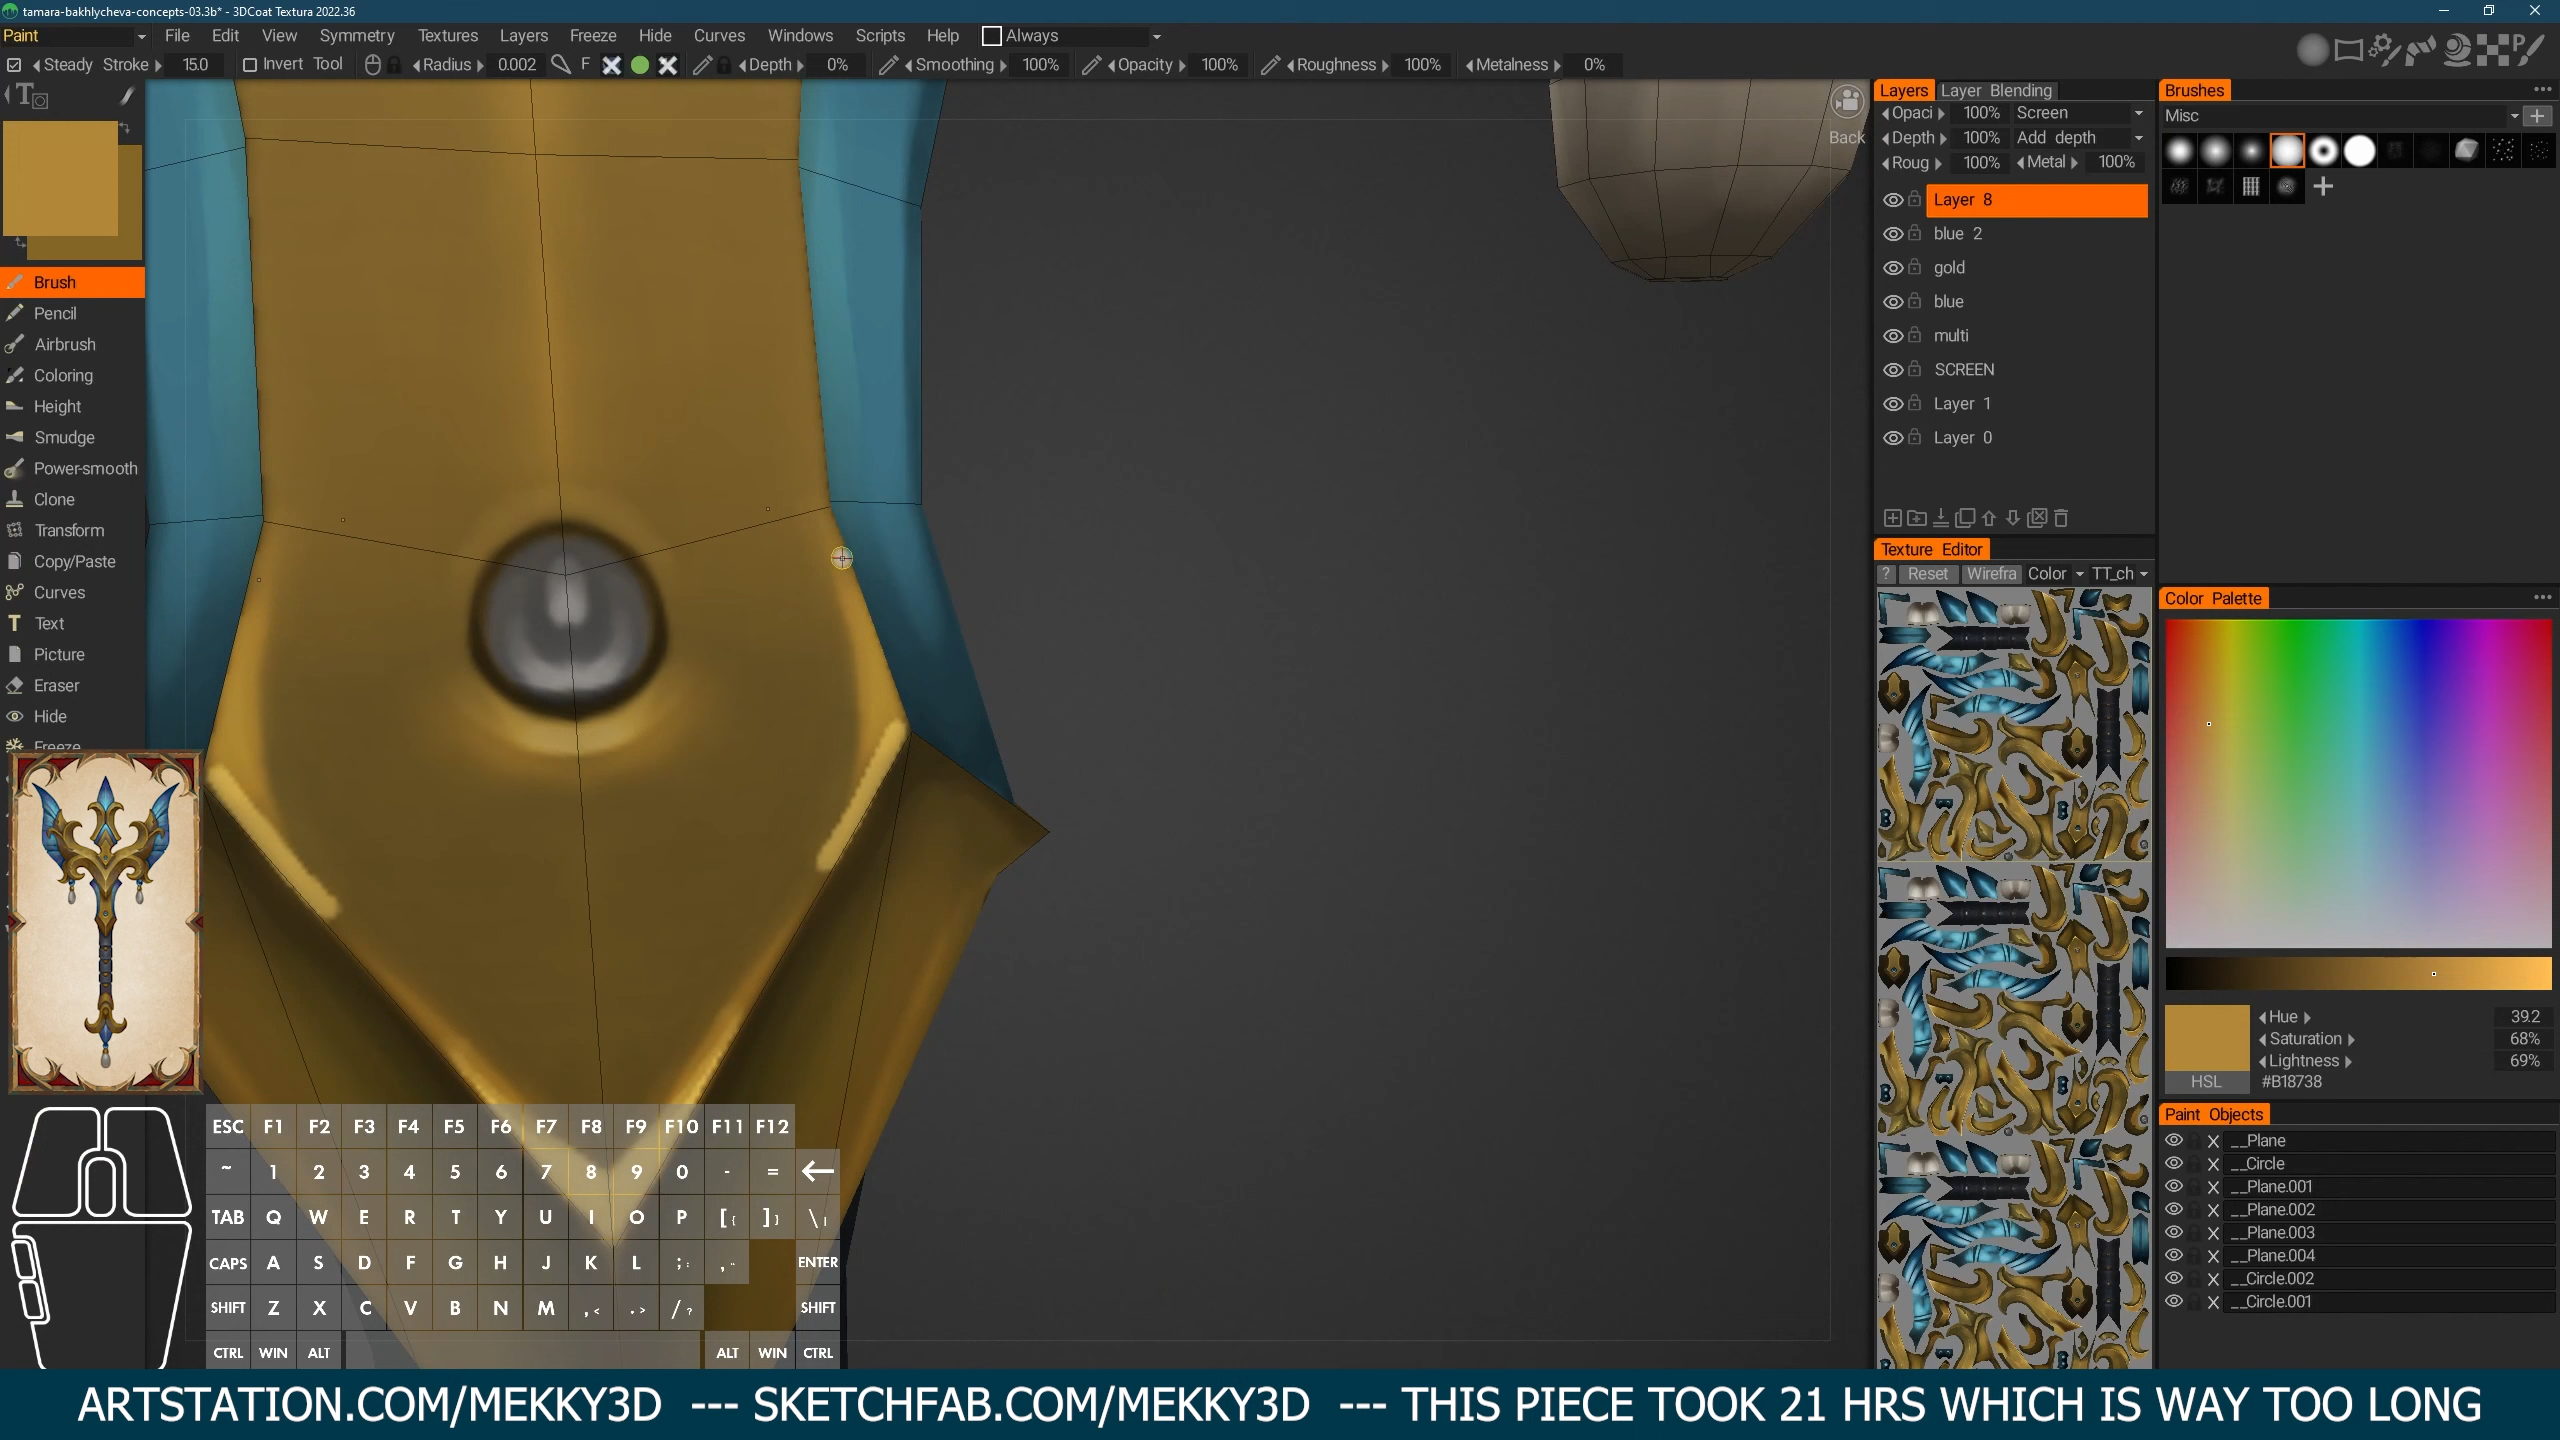 tamara-bakhlycheva-concepts-03.3b* - 3DCoat Textura 2022.36
Paint File Edit View Symmetry Textures Layers Freeze Hide Curves Windows Scripts Help Always
Steady Stroke 15.0 Invert Tool Radius 0.002 F Depth 0% Smoothing 100% Opacity 100% Roughness 100% Metalness 0%
Back
Brush
Pencil
Airbrush
Coloring
Height
Smudge
Power-smooth
Clone
Transform
Copy/Paste
Curves
Text
Picture
Eraser
Hide
Freeze
Layers Layer Blending
Opaci 100% Screen
Depth 100% Add depth
Roug 100% Metal 100%
Layer 8
blue 2
gold
blue
multi
SCREEN
Layer 1
Layer 0
Texture Editor
? Reset Wirefra Color TT_ch
Brushes
Misc
Color Palette
Hue 39.2
Saturation 68%
Lightness 69%
HSL #B18738
Paint Objects
X __Plane
X __Circle
X __Plane.001
X __Plane.002
X __Plane.003
X __Plane.004
X __Circle.002
X __Circle.001
ESC F1 F2 F3 F4 F5 F6 F7 F8 F9 F10 F11 F12
~ 1 2 3 4 5 6 7 8 9 0 - = ←
TAB Q W E R T Y U I O P [{ ]} \|
CAPS A S D F G H J K L ;: ENTER
SHIFT Z X C V B N M ,< .> /? SHIFT
CTRL WIN ALT ALT WIN CTRL
ARTSTATION.COM/MEKKY3D --- SKETCHFAB.COM/MEKKY3D --- THIS PIECE TOOK 21 HRS WHICH IS WAY TOO LONG